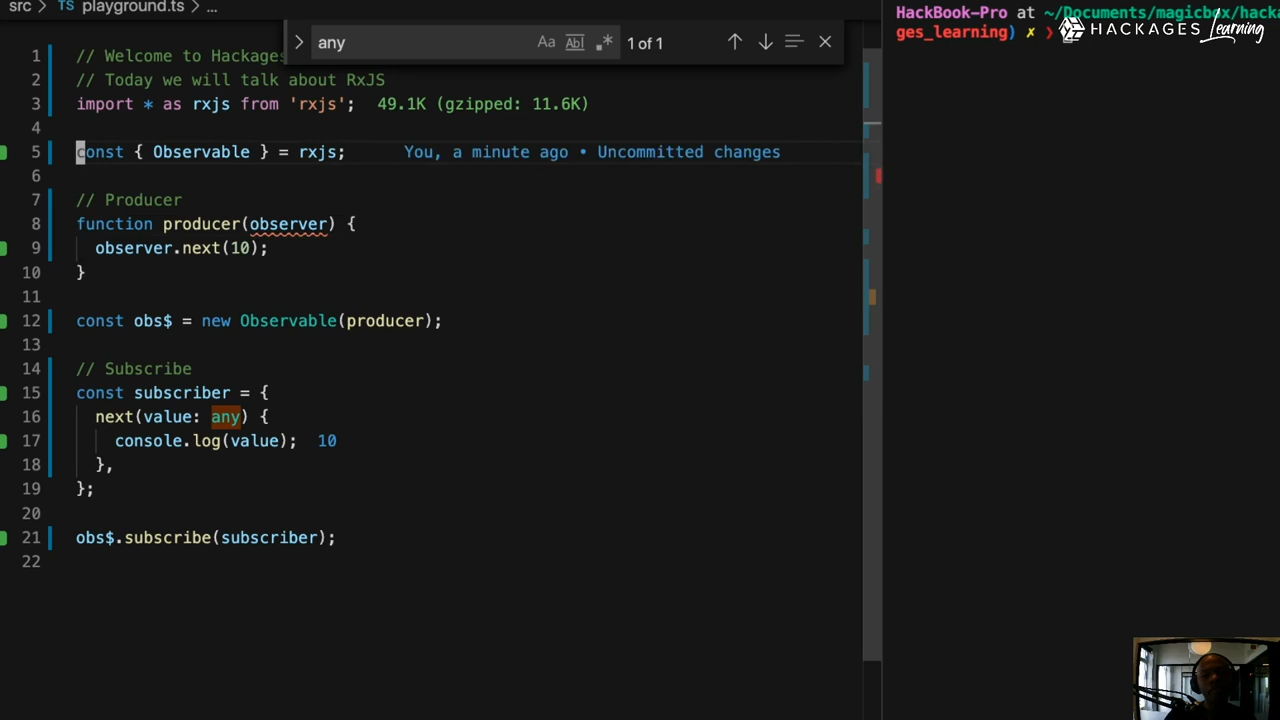 src > TS playground.ts > ...
any Aa Abl .* 1 of 1
1 // Welcome to Hackages
2 // Today we will talk about RxJS
3 import * as rxjs from 'rxjs'; 49.1K (gzipped: 11.6K)
4
5 const { Observable } = rxjs; You, a minute ago • Uncommitted changes
6
7 // Producer
8 function producer(observer) {
9 observer.next(10);
10 }
11
12 const obs$ = new Observable(producer);
13
14 // Subscribe
15 const subscriber = {
16 next(value: any) {
17 console.log(value); 10
18 },
19 };
20
21 obs$.subscribe(subscriber);
22
HackBook-Pro at ~/Documents/magicbox/hacka
ges_learning) ✗ ❯
HACKAGES Learning